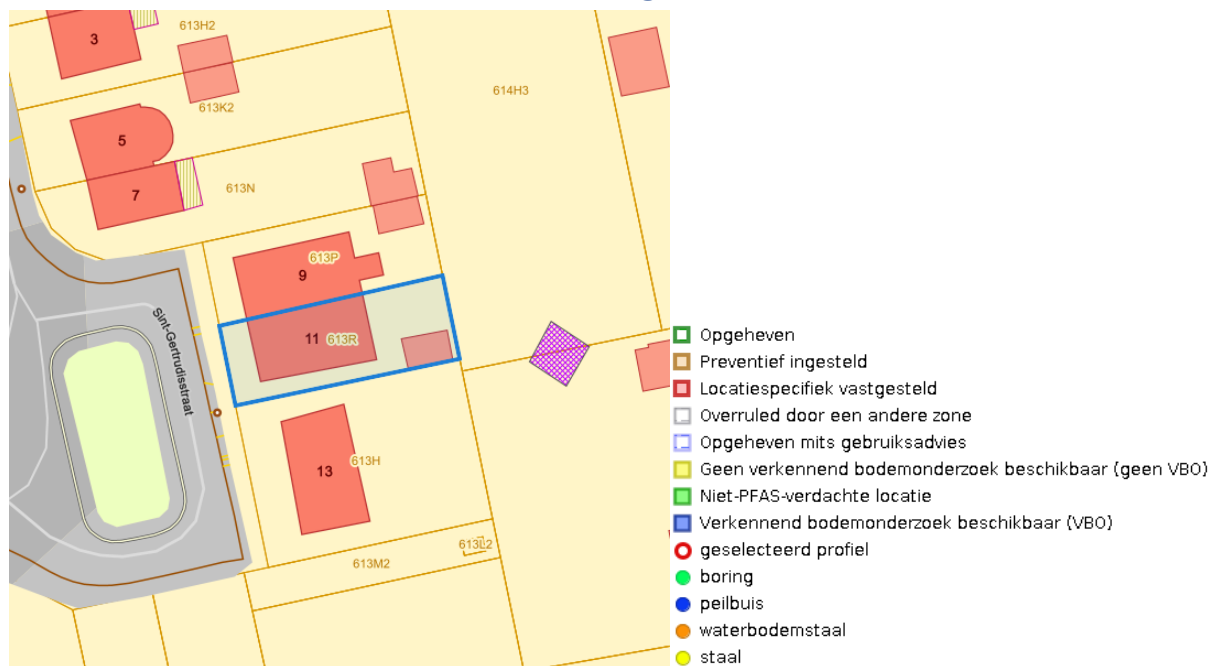 3
613H2
613K2
614H3
5
7
613N
9
613P
11
613R
Sint-Gertrudisstraat
13
613H
613L2
613M2
Opgeheven
Preventief ingesteld
Locatiespecifiek vastgesteld
Overruled door een andere zone
Opgeheven mits gebruiksadvies
Geen verkennend bodemonderzoek beschikbaar (geen VBO)
Niet-PFAS-verdachte locatie
Verkennend bodemonderzoek beschikbaar (VBO)
geselecteerd profiel
boring
peilbuis
waterbodemstaal
staal